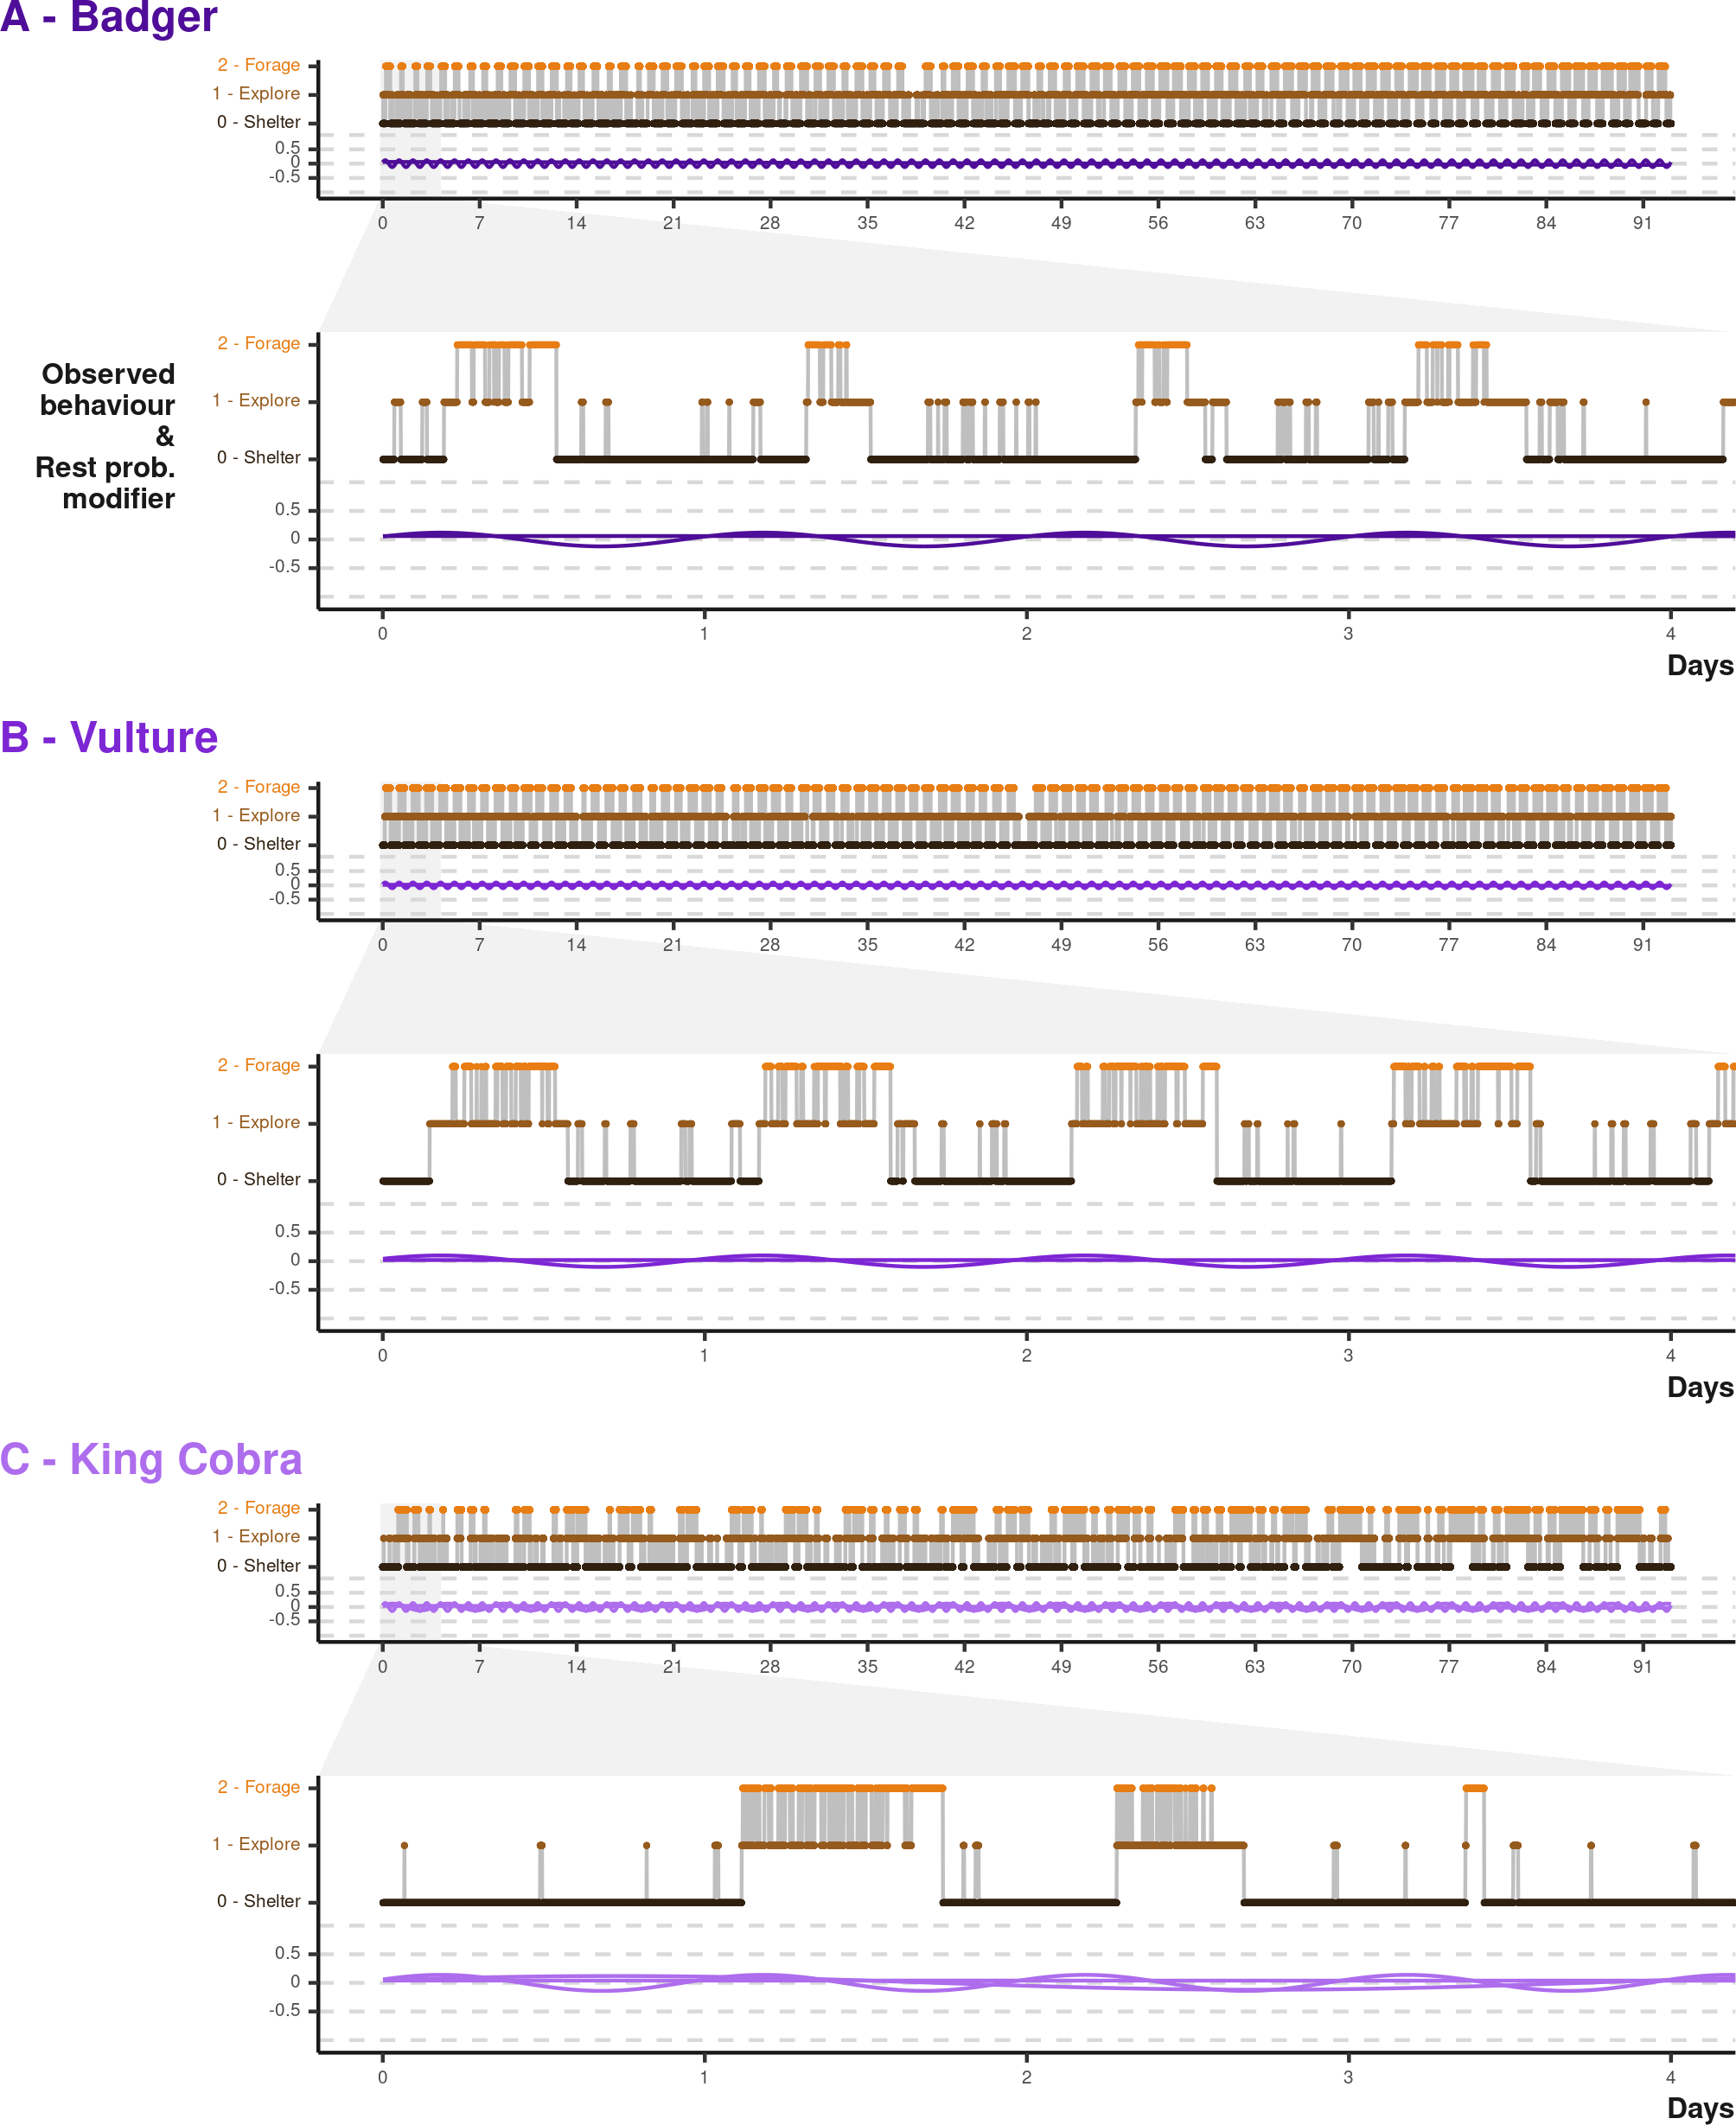 A - Badger
2 - Forage
1 - Explore
0 - Shelter
0.5
0
-0.5
0 7 14 21 28 35 42 49 56 63 70 77 84 91
Observed
behaviour
&
Rest prob.
modifier
2 - Forage
1 - Explore
0 - Shelter
0.5
0
-0.5
0 1 2 3 4
Days
B - Vulture
2 - Forage
1 - Explore
0 - Shelter
0.5
0
-0.5
0 7 14 21 28 35 42 49 56 63 70 77 84 91
2 - Forage
1 - Explore
0 - Shelter
0.5
0
-0.5
0 1 2 3 4
Days
C - King Cobra
2 - Forage
1 - Explore
0 - Shelter
0.5
0
-0.5
0 7 14 21 28 35 42 49 56 63 70 77 84 91
2 - Forage
1 - Explore
0 - Shelter
0.5
0
-0.5
0 1 2 3 4
Days